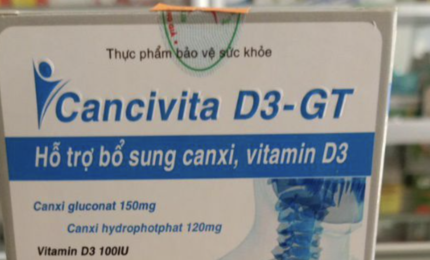 Thực phẩm bảo vệ sức khỏe
Cancivita D3-GT
Hỗ trợ bổ sung canxi, vitamin D3
Canxi gluconat 150mg
Canxi hydrophotphat 120mg
Vitamin D3 100IU